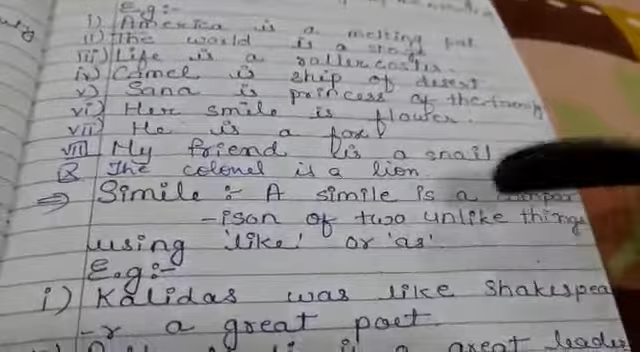 E.g:-
i) America is a melting pot
ii) The world is a stage
iii) Life is a roller coaster.
iv) Camel is ship of desert
v) Sana is princess of the family
vi) Her smile is flower.
vii) He is a fox
viii) My friend is a snail
The colonel is a lion.
⇒ Simile :- A simile is a compar
-ison of two unlike things
using 'like' or 'as'.
E.g:-
i) Kalidas was like Shakespea
-r a great poet.
is a great leader